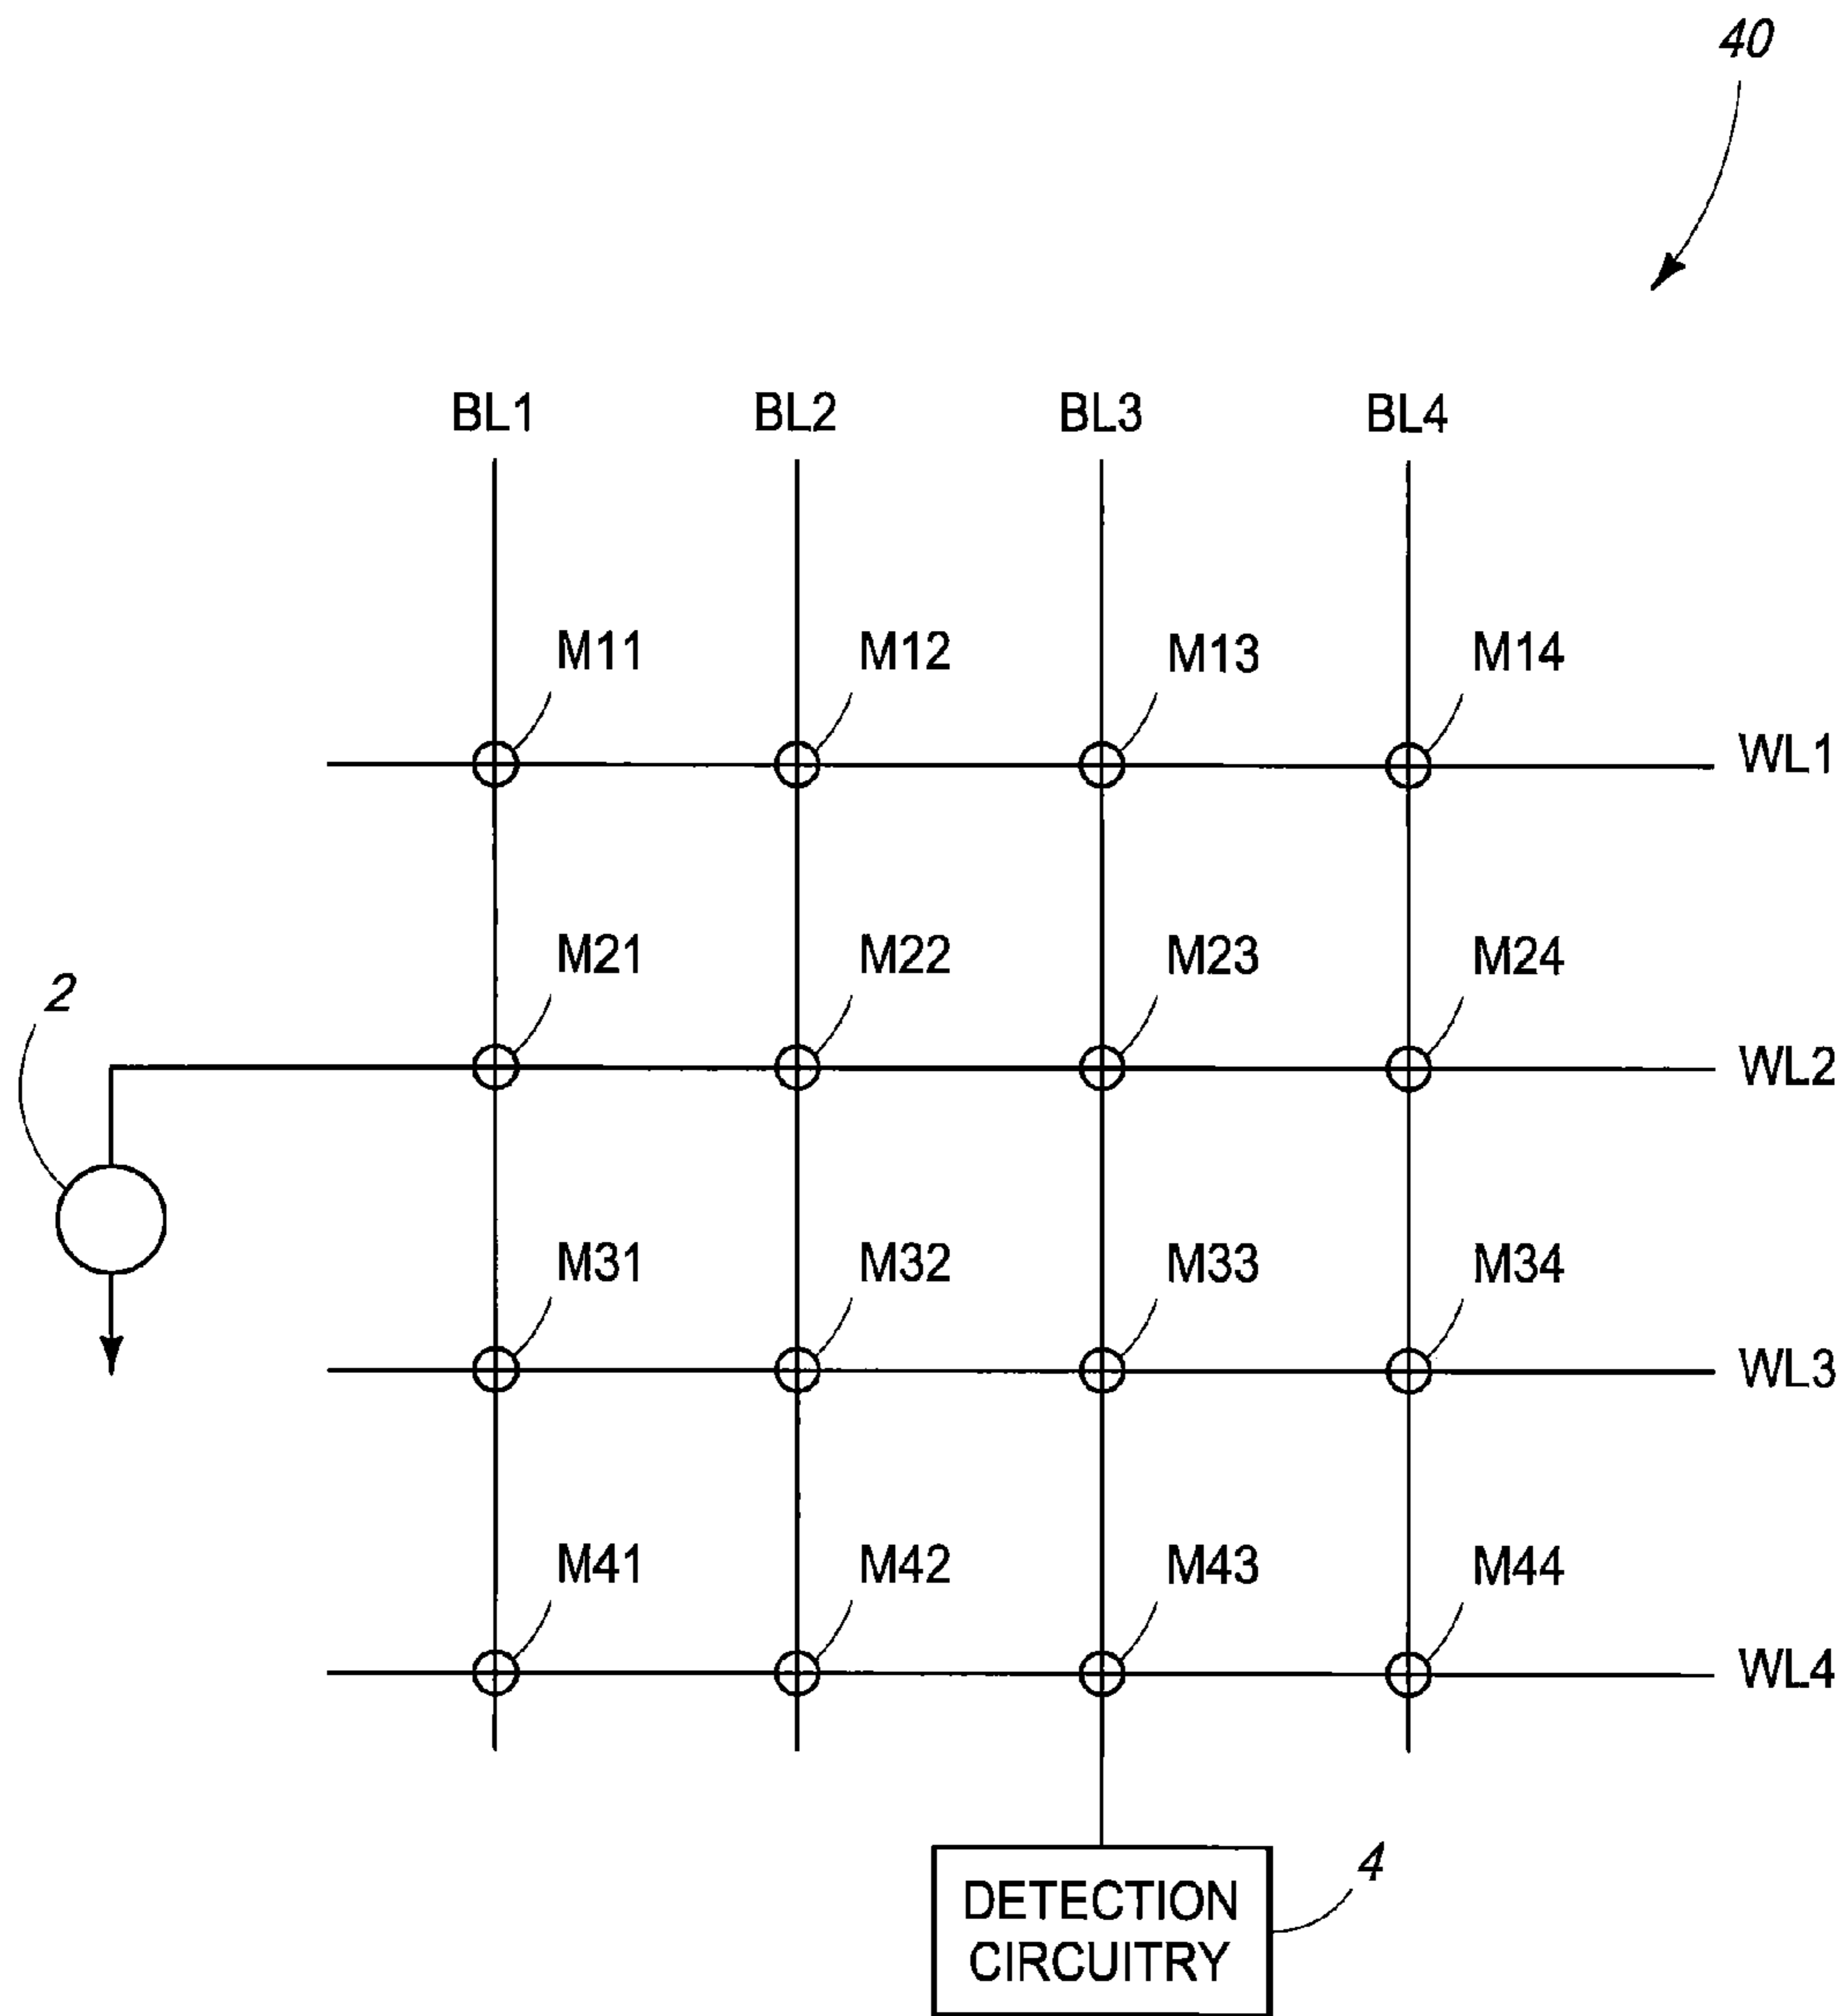 40
BL1 BL2 BL3 BL4
M11 M12 M13 M14
WL1
M21 M22 M23 M24
2
WL2
M31 M32 M33 M34
WL3
M41 M42 M43 M44
WL4
4
DETECTION
CIRCUITRY